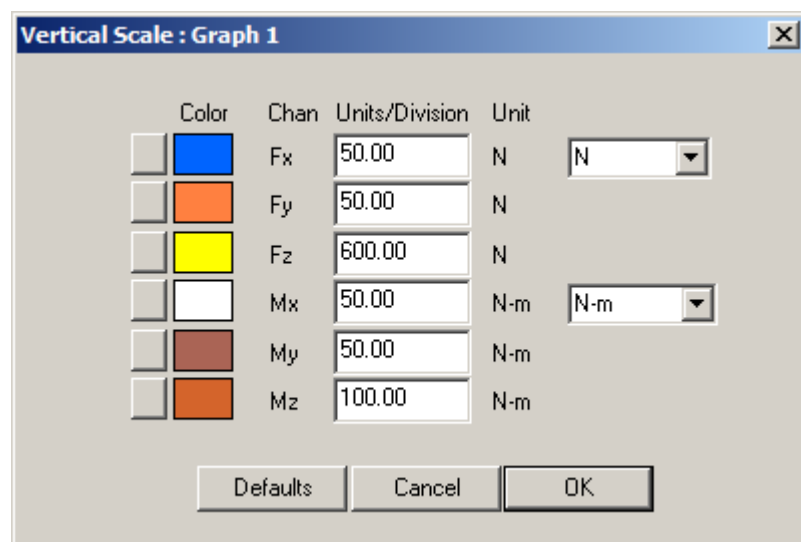 Vertical Scale : Graph 1
Color Chan Units/Division Unit
Fx 50.00 N N
Fy 50.00 N
Fz 600.00 N
Mx 50.00 N-m N-m
My 50.00 N-m
Mz 100.00 N-m
Defaults Cancel OK